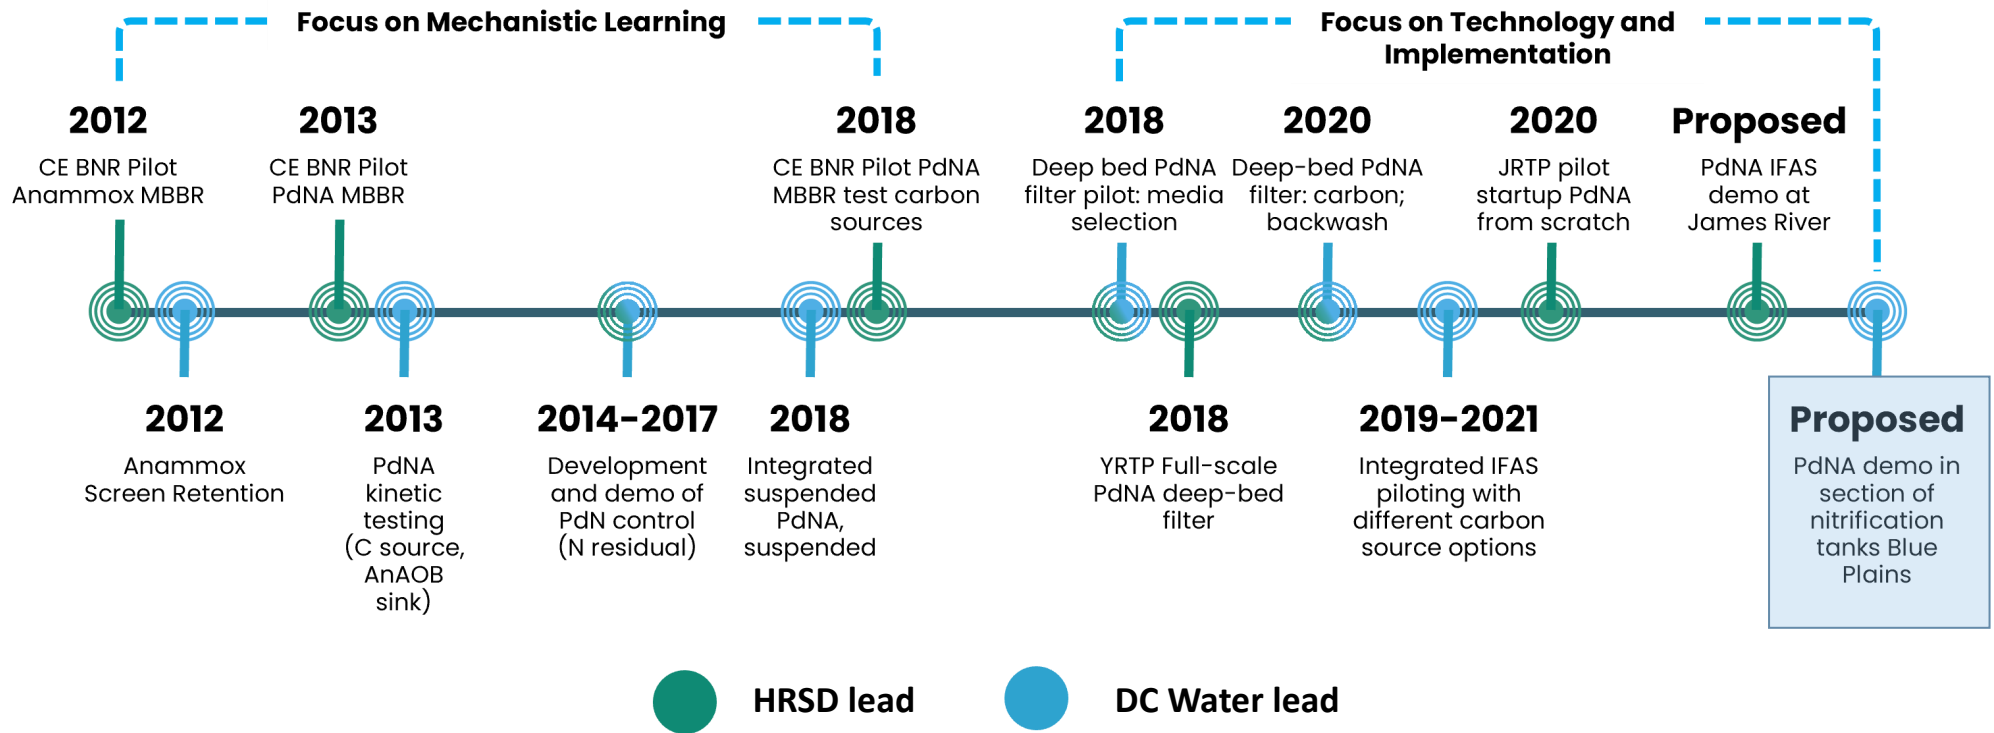 Focus on Mechanistic Learning
Focus on Technology and
Implementation
2012
CE BNR Pilot
Anammox MBBR
2013
CE BNR Pilot
PdNA MBBR
2018
CE BNR Pilot PdNA
MBBR test carbon
sources
2018
Deep bed PdNA
filter pilot: media
selection
2020
Deep-bed PdNA
filter: carbon;
backwash
2020
JRTP pilot
startup PdNA
from scratch
Proposed
PdNA IFAS
demo at
James River
2012
Anammox
Screen Retention
2013
PdNA
kinetic
testing
(C source,
AnAOB
sink)
2014-2017
Development
and demo of
PdN control
(N residual)
2018
Integrated
suspended
PdNA,
suspended
2018
YRTP Full-scale
PdNA deep-bed
filter
2019-2021
Integrated IFAS
piloting with
different carbon
source options
Proposed
PdNA demo in
section of
nitrification
tanks Blue
Plains
HRSD lead
DC Water lead